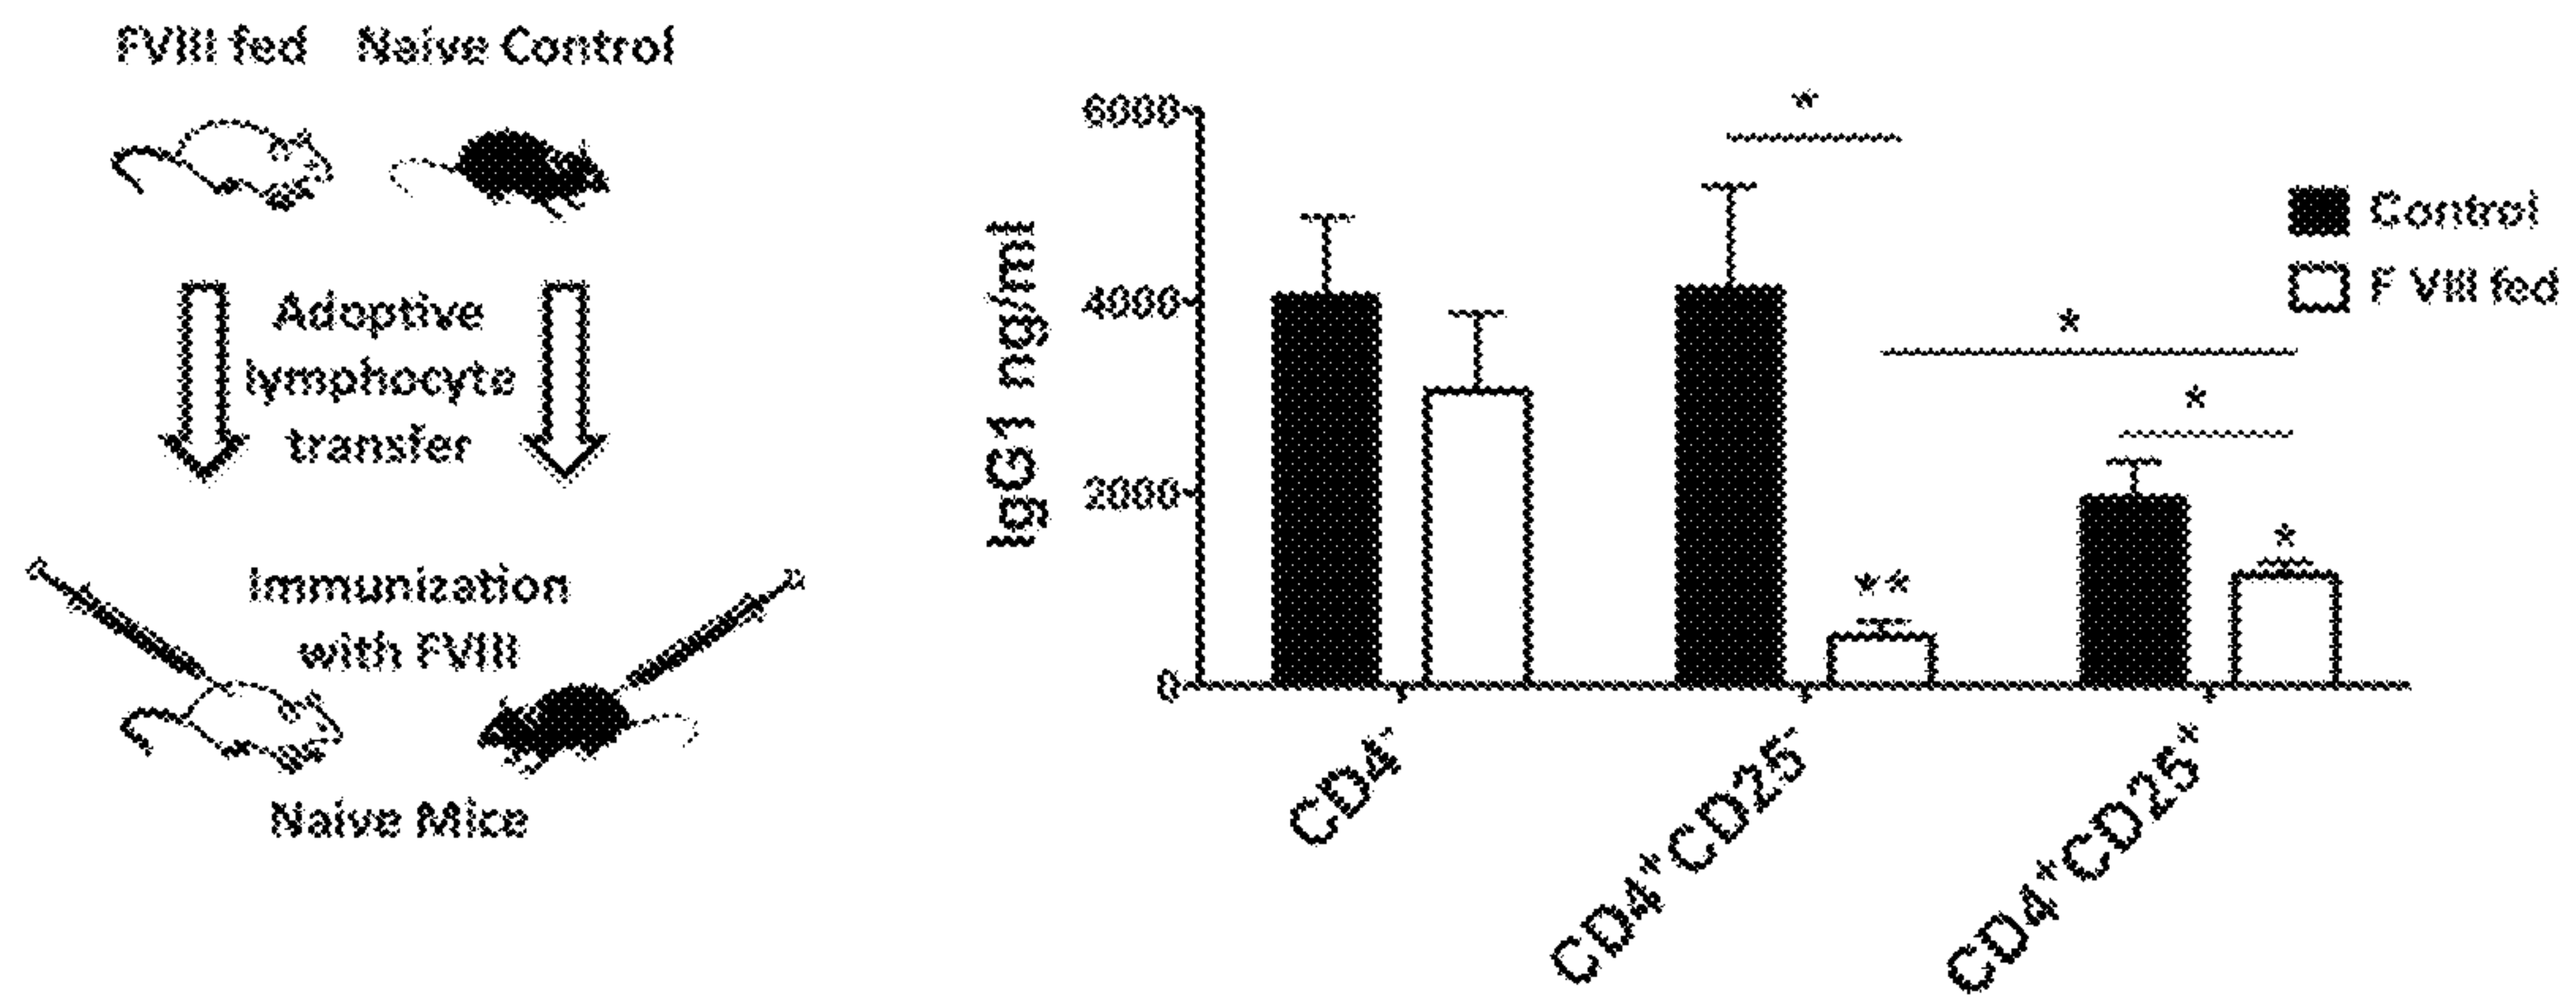 FVIII fed Naive Control
Adoptive
lymphocyte
transfer
Immunization
with FVIII
Naive Mice
IgG1 ng/ml
6000
4000
2000
0
*
*
*
**
*
Control
F VIII fed
CD4⁻
CD4⁺CD25⁻
CD4⁺CD25⁺